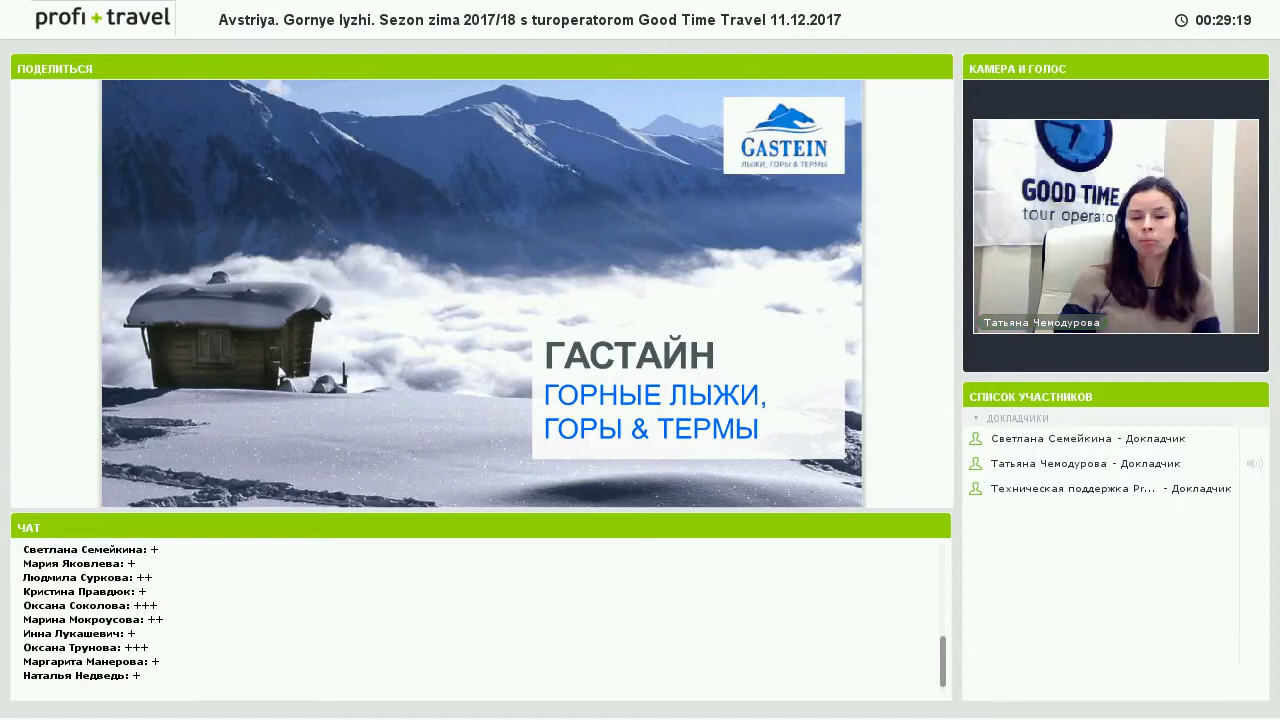 profi + travel
Avstriya. Gornye lyzhi. Sezon zima 2017/18 s turoperatorom Good Time Travel 11.12.2017
00:29:19
ПОДЕЛИТЬСЯ
GASTEIN
ЛЫЖИ, ГОРЫ & ТЕРМЫ
ГАСТАЙН
ГОРНЫЕ ЛЫЖИ,
ГОРЫ & ТЕРМЫ
КАМЕРА И ГОЛОС
GOOD TIME
tour operator
Татьяна Чемодурова
СПИСОК УЧАСТНИКОВ
ДОКЛАДЧИКИ
Светлана Семейкина - Докладчик
Татьяна Чемодурова - Докладчик
Техническая поддержка Pr... - Докладчик
ЧАТ
Светлана Семейкина: +
Мария Яковлева: +
Людмила Суркова: ++
Кристина Правдюк: +
Оксана Соколова: +++
Марина Мокроусова: ++
Инна Лукашевич: +
Оксана Трунова: +++
Маргарита Манерова: +
Наталья Недведь: +